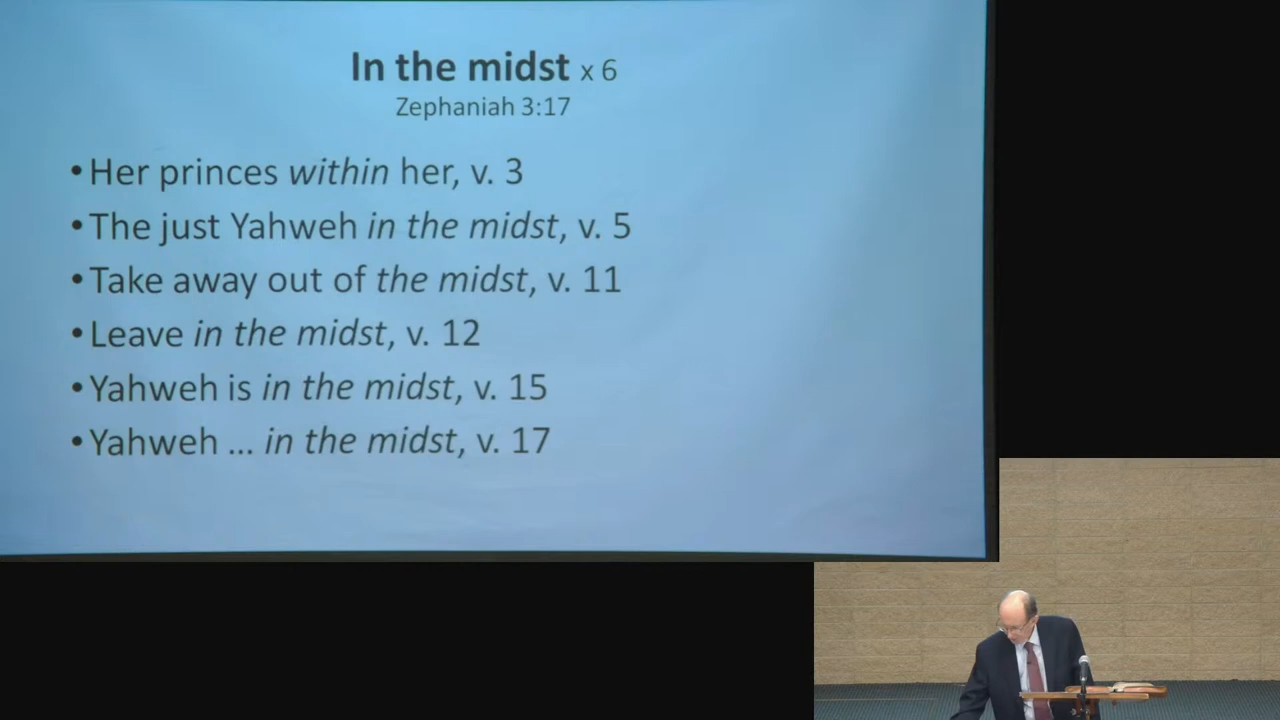 In the midst x 6
Zephaniah 3:17
• Her princes within her, v. 3
• The just Yahweh in the midst, v. 5
• Take away out of the midst, v. 11
• Leave in the midst, v. 12
• Yahweh is in the midst, v. 15
• Yahweh ... in the midst, v. 17